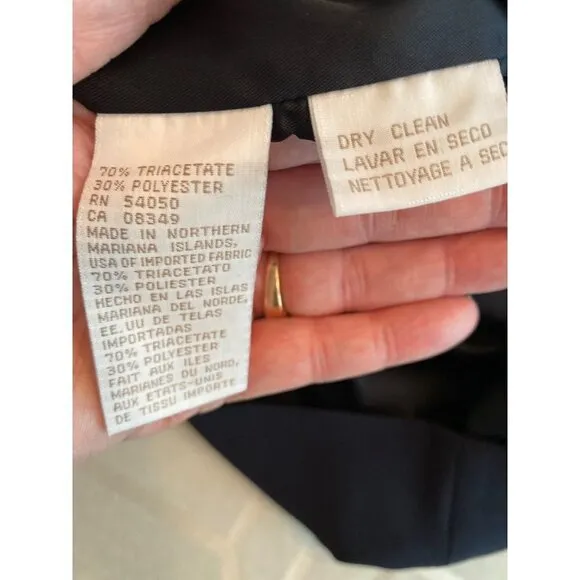 70% TRIACETATE
30% POLYESTER
RN 54050
CA 08349
MADE IN NORTHERN
MARIANA ISLANDS,
USA OF IMPORTED FABRIC
70% TRIACETATO
30% POLIESTER
HECHO EN LAS ISLAS
MARIANA DEL NORDE,
EE.UU DE TELAS
IMPORTADAS
70% TRIACETATE
30% POLYESTER
FAIT AUX ILES
MARIANES DU NORD,
AUX ETATS-UNIS
DE TISSU IMPORTE
DRY CLEAN
LAVAR EN SECO
NETTOYAGE A SEC